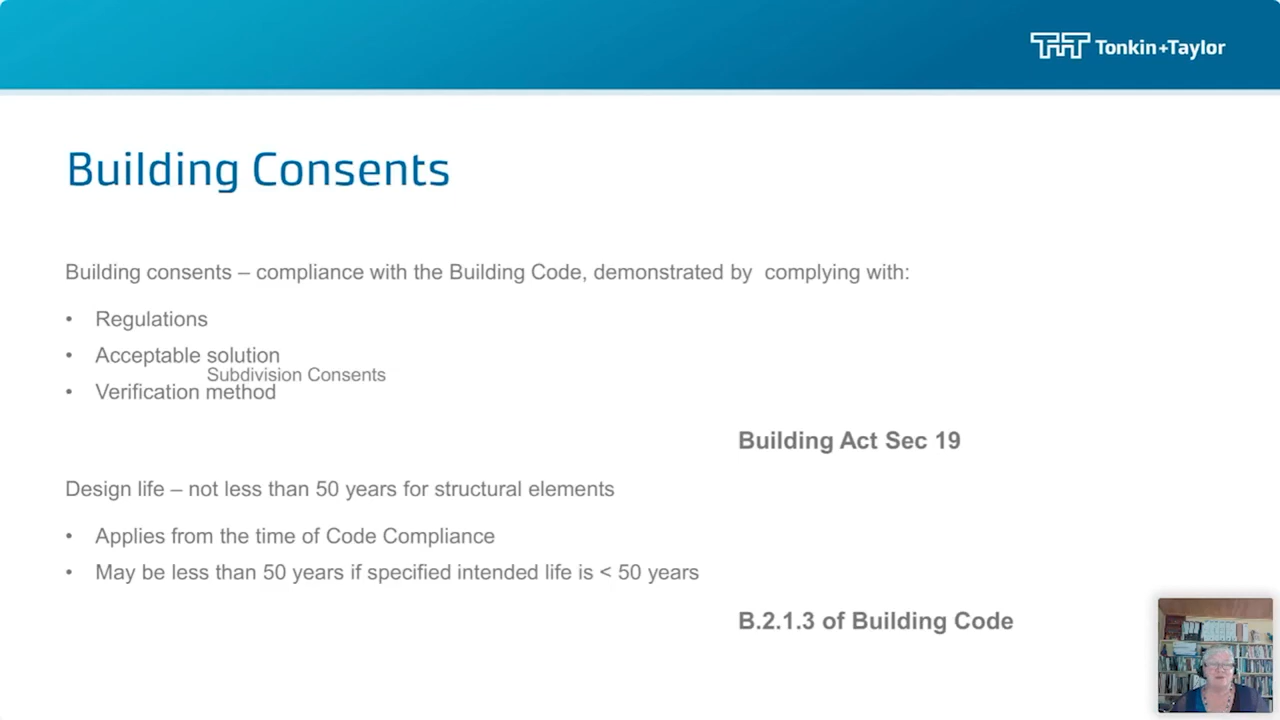 Tonkin+Taylor
Building Consents
Building consents – compliance with the Building Code, demonstrated by  complying with:
• Regulations
• Acceptable solution
Subdivision Consents
• Verification method
Building Act Sec 19
Design life – not less than 50 years for structural elements
• Applies from the time of Code Compliance
• May be less than 50 years if specified intended life is < 50 years
B.2.1.3 of Building Code